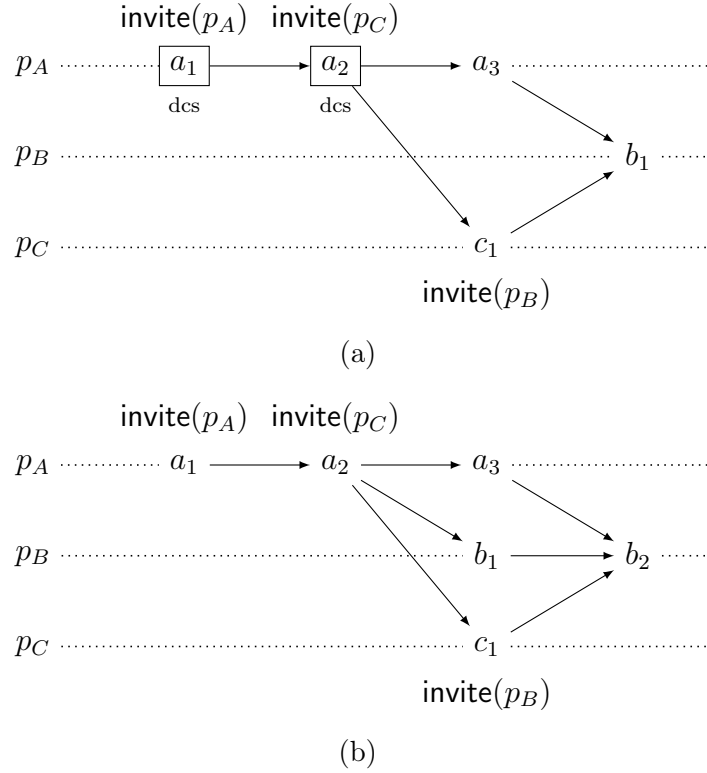 invite(p_A) invite(p_C)
p_A a_1 a_2 a_3
dcs dcs
p_B b_1
p_C c_1
invite(p_B)
(a)
invite(p_A) invite(p_C)
p_A a_1 a_2 a_3
p_B b_1 b_2
p_C c_1
invite(p_B)
(b)